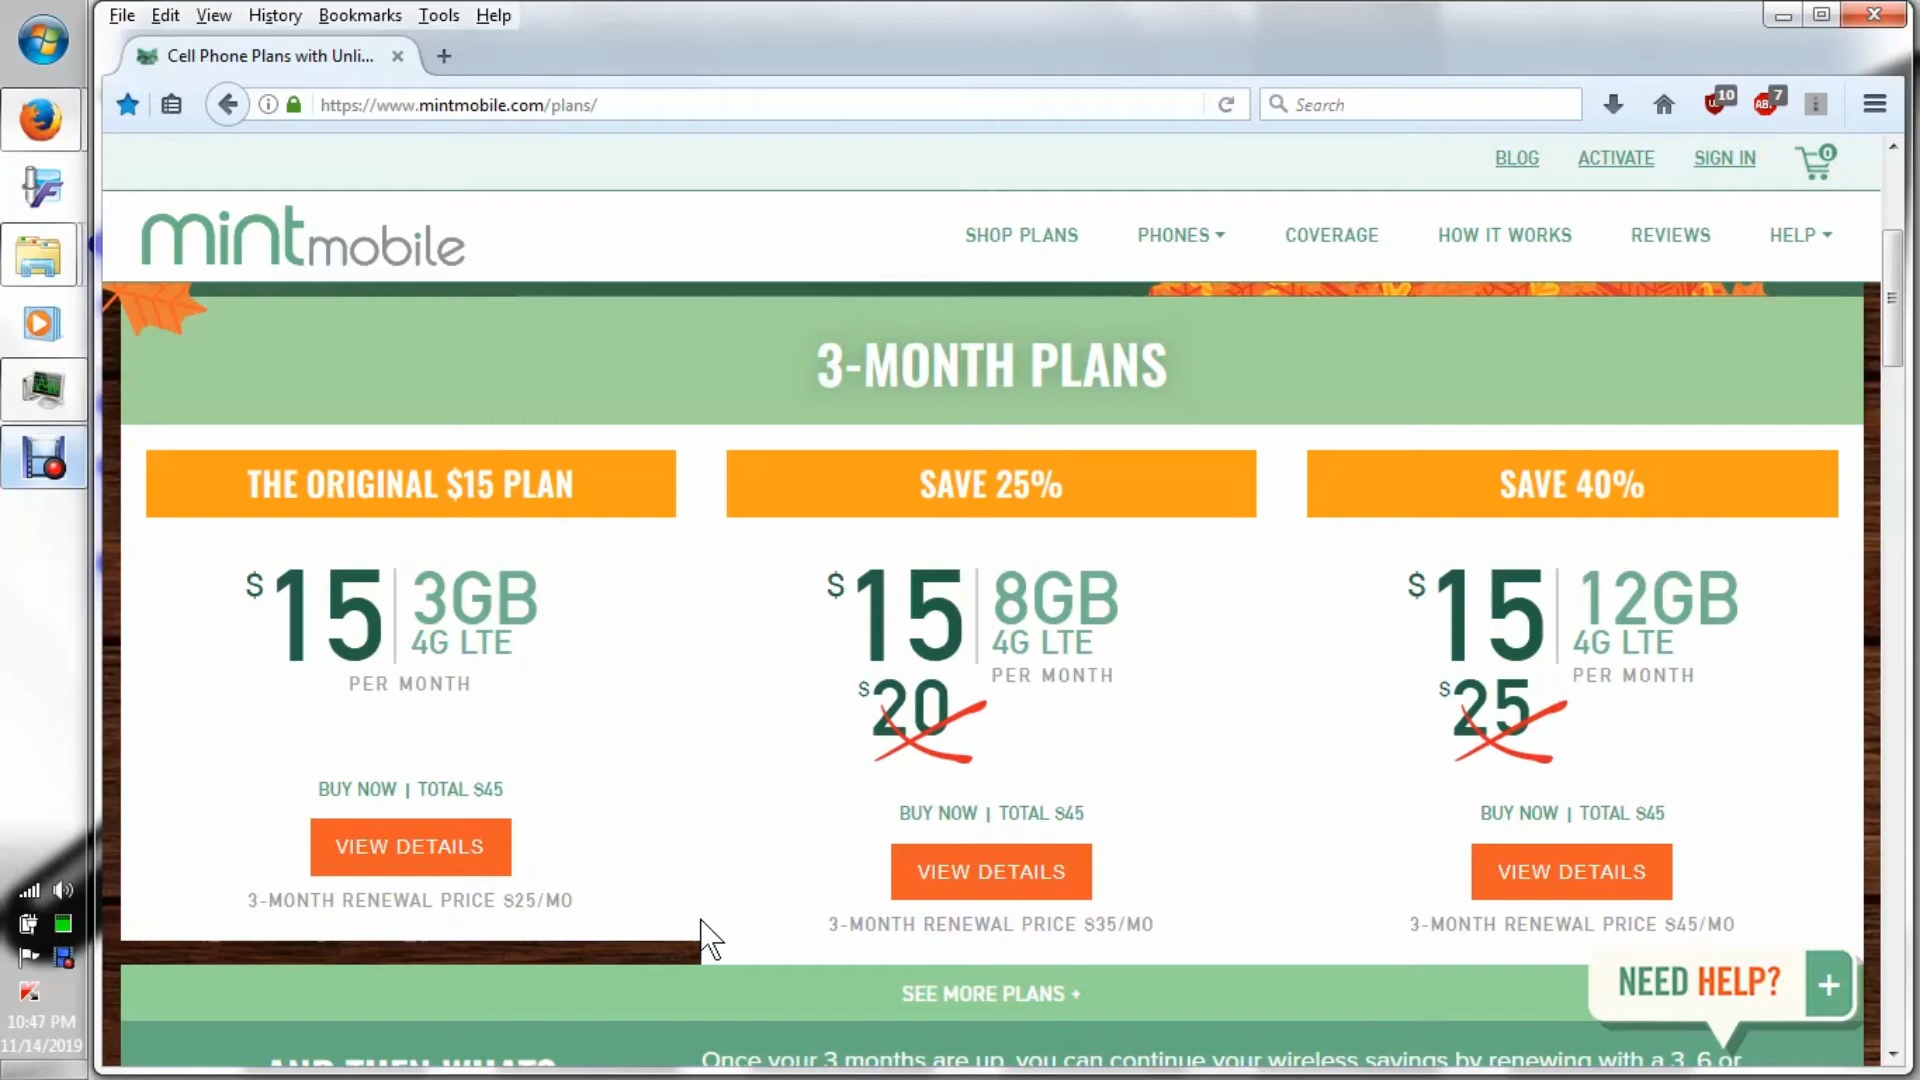 File Edit View History Bookmarks Tools Help
Cell Phone Plans with Unli...
https://www.mintmobile.com/plans/
Search
10
7
BLOG ACTIVATE SIGN IN 0
mintmobile
SHOP PLANS PHONES COVERAGE HOW IT WORKS REVIEWS HELP
3-MONTH PLANS
THE ORIGINAL $15 PLAN
$15 3GB
4G LTE
PER MONTH
BUY NOW | TOTAL $45
VIEW DETAILS
3-MONTH RENEWAL PRICE $25/MO
SAVE 25%
$15 8GB
4G LTE
PER MONTH
$20
BUY NOW | TOTAL $45
VIEW DETAILS
3-MONTH RENEWAL PRICE $35/MO
SAVE 40%
$15 12GB
4G LTE
PER MONTH
$25
BUY NOW | TOTAL $45
VIEW DETAILS
3-MONTH RENEWAL PRICE $45/MO
SEE MORE PLANS +
NEED HELP? +
AND THEN WHAT?
Once your 3 months are up, you can continue your wireless savings by renewing with a 3, 6 or
10:47 PM
11/14/2019